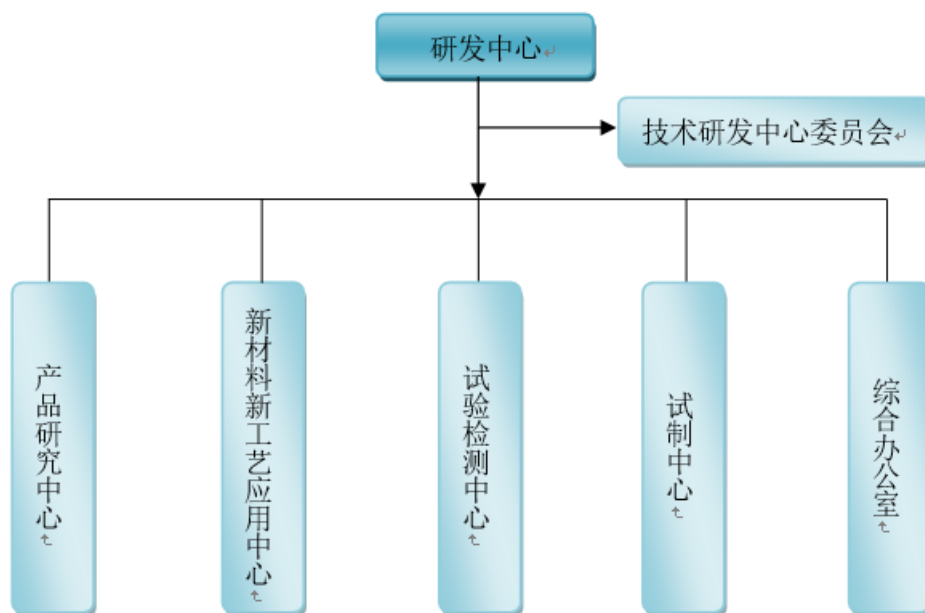 研发中心
技术研发中心委员会
产品研究中心
新材料新工艺应用中心
试验检测中心
试制中心
综合办公室